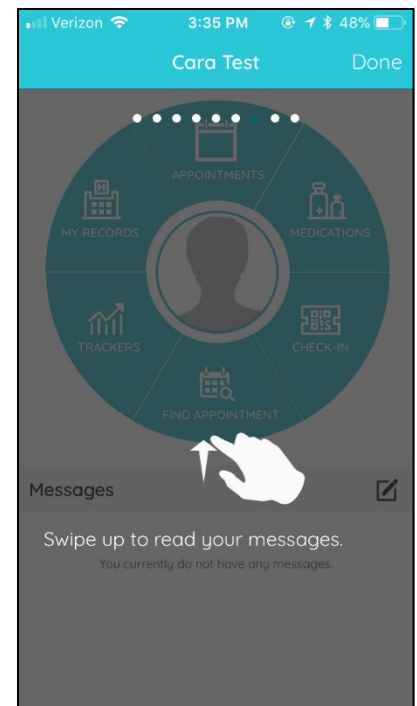 Verizon 3:35 PM 48%
Cara Test Done
APPOINTMENTS
MY RECORDS
MEDICATIONS
TRACKERS
CHECK-IN
FIND APPOINTMENT
Messages
Swipe up to read your messages.
You currently do not have any messages.